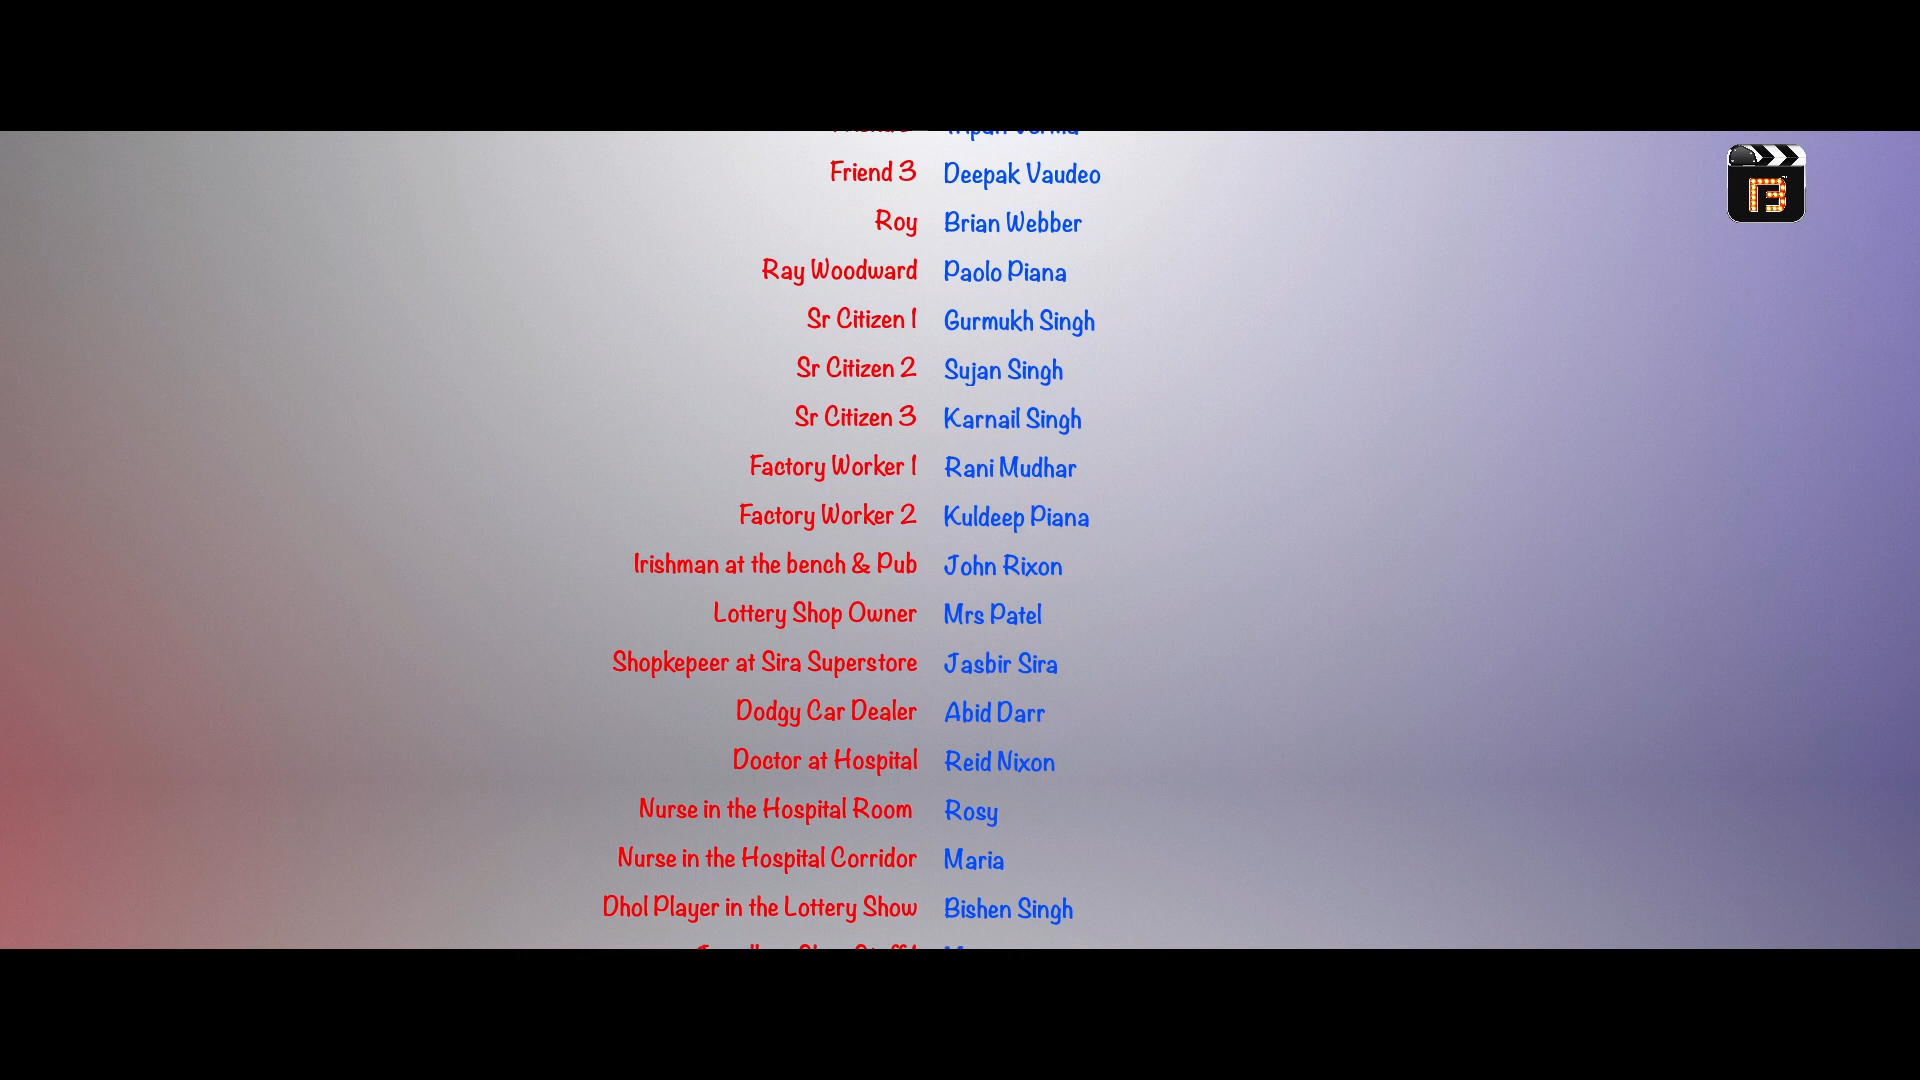 Friend 3 Deepak Vaudeo
Roy Brian Webber
Ray Woodward Paolo Piana
Sr Citizen 1 Gurmukh Singh
Sr Citizen 2 Sujan Singh
Sr Citizen 3 Karnail Singh
Factory Worker 1 Rani Mudhar
Factory Worker 2 Kuldeep Piana
Irishman at the bench & Pub John Rixon
Lottery Shop Owner Mrs Patel
Shopkepeer at Sira Superstore Jasbir Sira
Dodgy Car Dealer Abid Darr
Doctor at Hospital Reid Nixon
Nurse in the Hospital Room Rosy
Nurse in the Hospital Corridor Maria
Dhol Player in the Lottery Show Bishen Singh